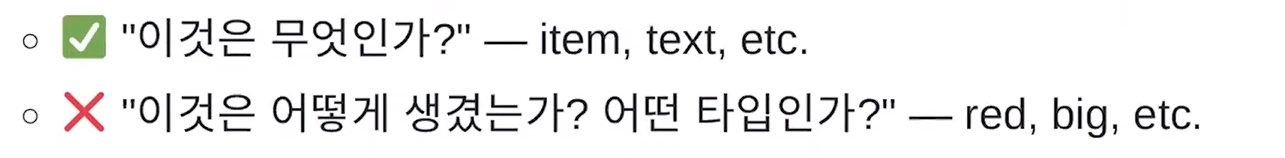 ✅ "이것은 무엇인가?" — item, text, etc.
❌ "이것은 어떻게 생겼는가? 어떤 타입인가?" — red, big, etc.